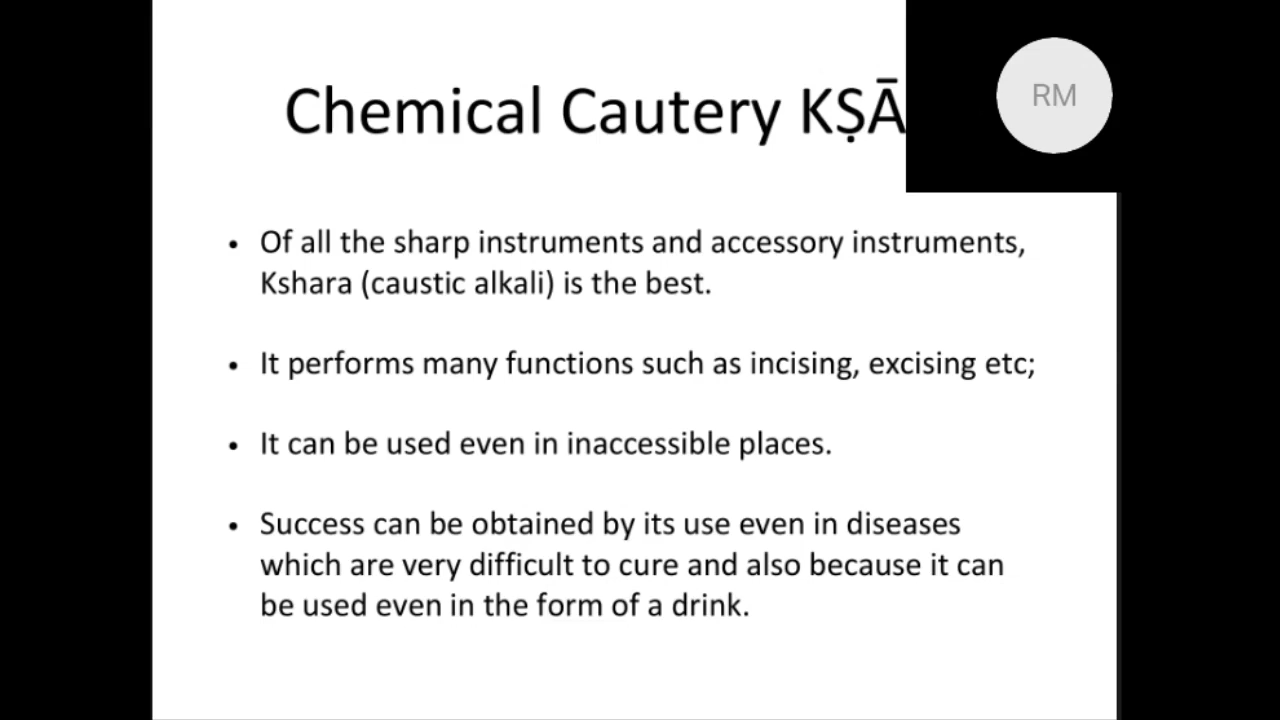 Chemical Cautery KṢĀ
RM
• Of all the sharp instruments and accessory instruments,
Kshara (caustic alkali) is the best.
• It performs many functions such as incising, excising etc;
• It can be used even in inaccessible places.
• Success can be obtained by its use even in diseases
which are very difficult to cure and also because it can
be used even in the form of a drink.